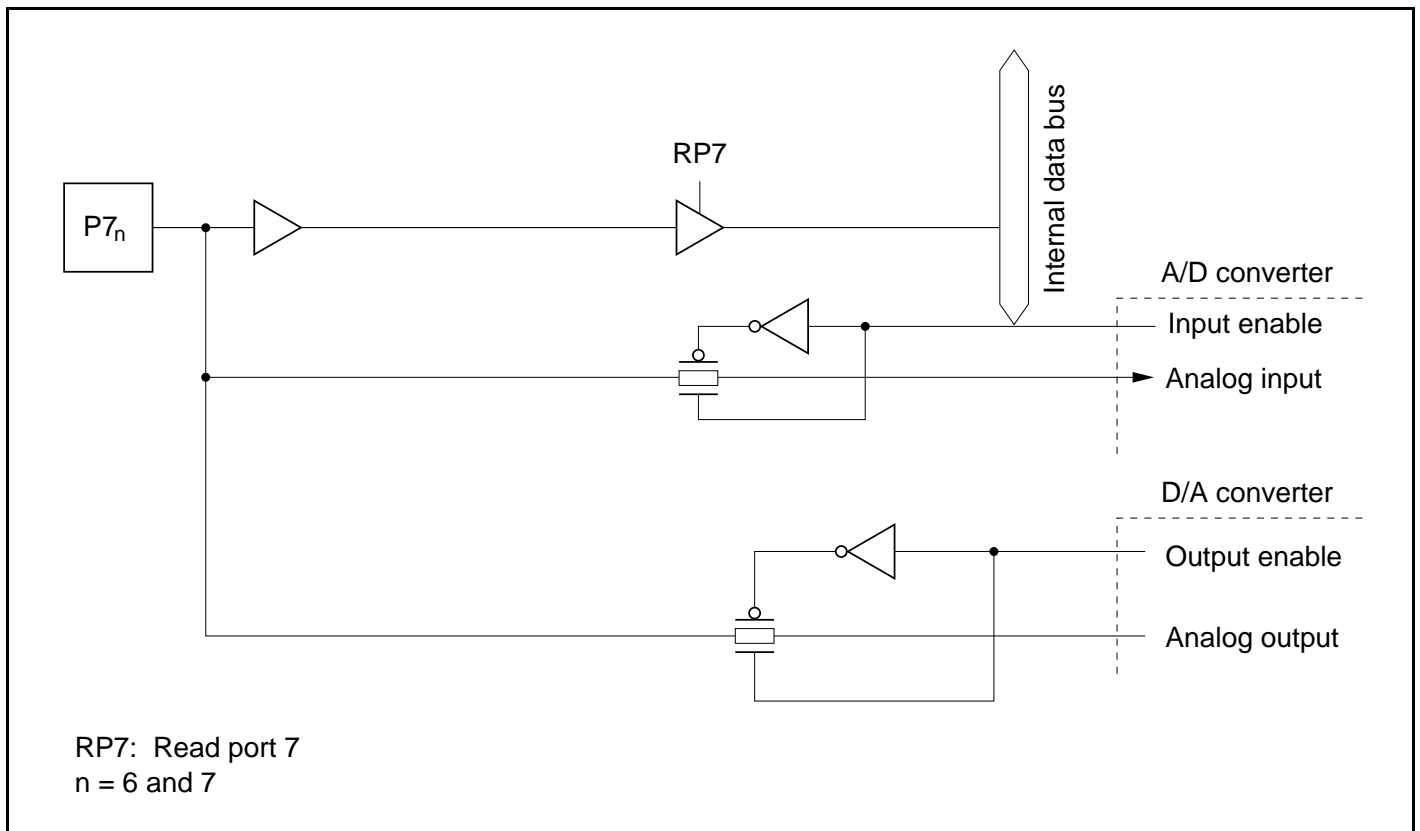 RP7
Internal data bus
P7n
A/D converter
Input enable
Analog input
D/A converter
Output enable
Analog output
RP7: Read port 7
n = 6 and 7